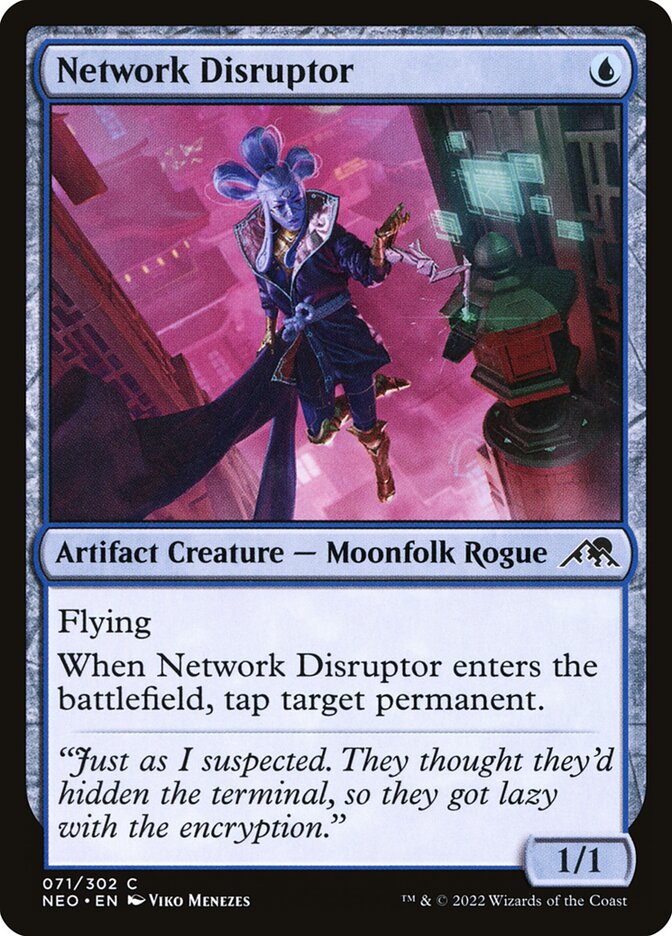 Network Disruptor
Artifact Creature — Moonfolk Rogue
Flying
When Network Disruptor enters the
battlefield, tap target permanent.
“Just as I suspected. They thought they’d
hidden the terminal, so they got lazy
with the encryption.”
1/1
071/302 C
NEO • EN Viko Menezes
™ & © 2022 Wizards of the Coast